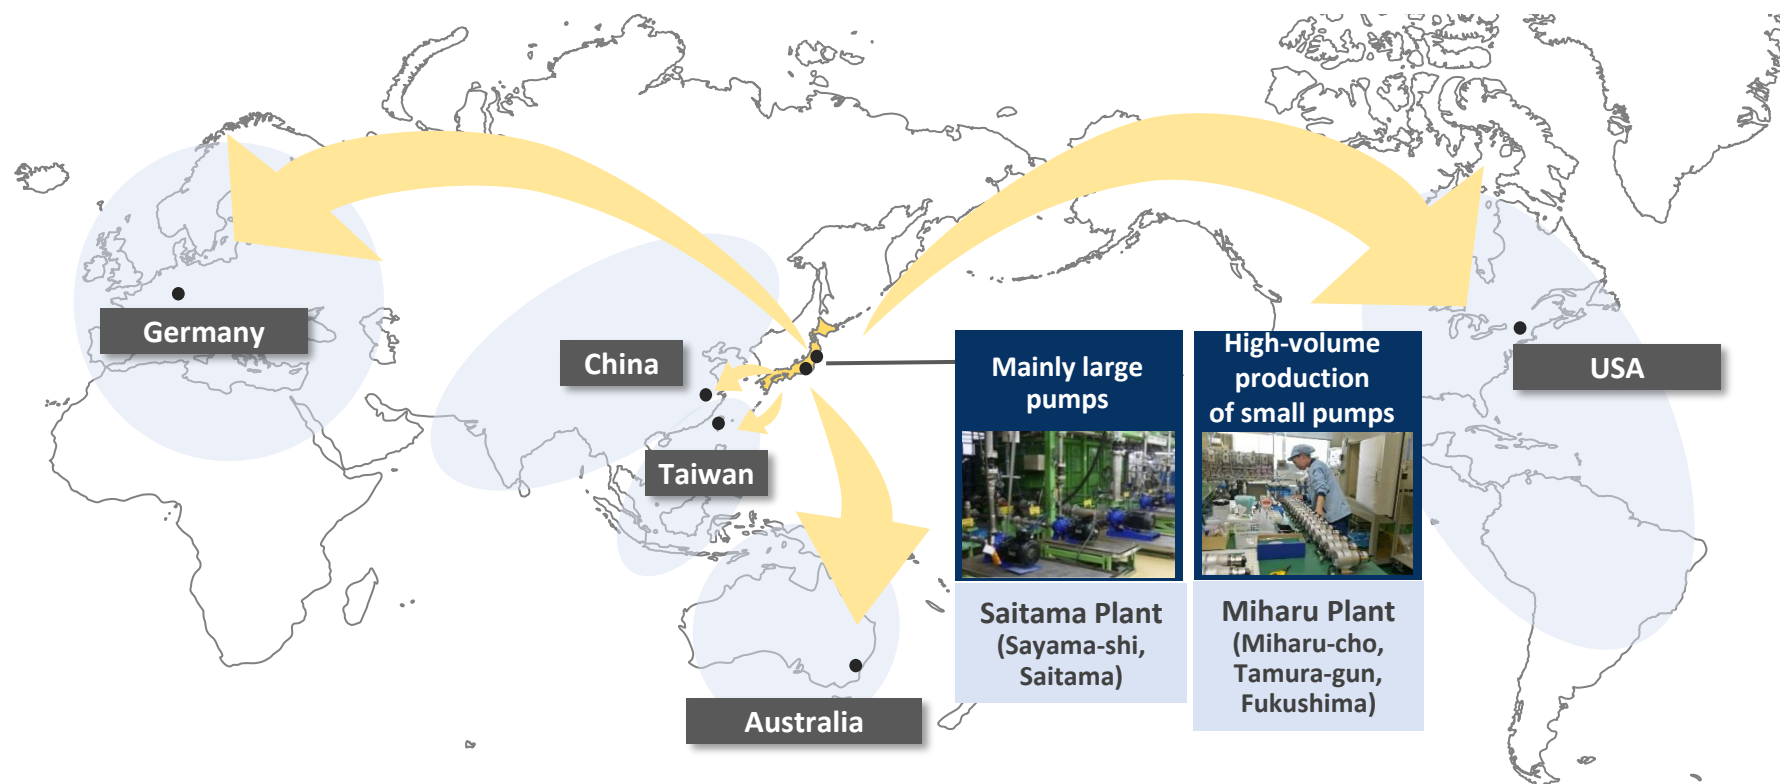 Germany
China
Taiwan
Australia
USA
Mainly large
pumps
Saitama Plant
(Sayama-shi,
Saitama)
High-volume
production
of small pumps
Miharu Plant
(Miharu-cho,
Tamura-gun,
Fukushima)